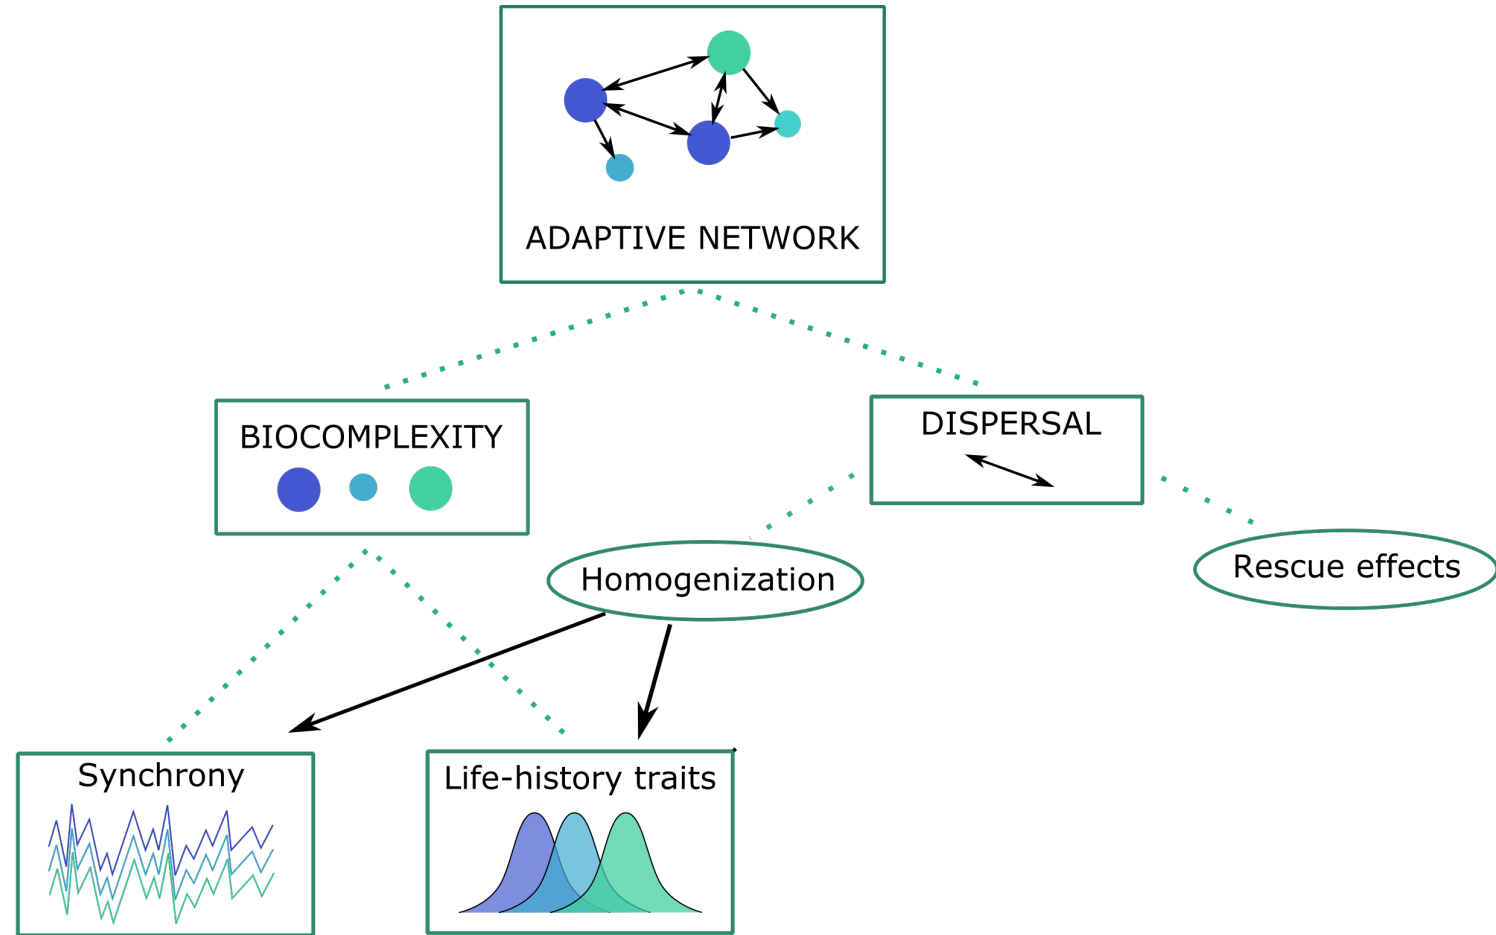 ADAPTIVE NETWORK
BIOCOMPLEXITY
DISPERSAL
Homogenization
Rescue effects
Synchrony
Life-history traits